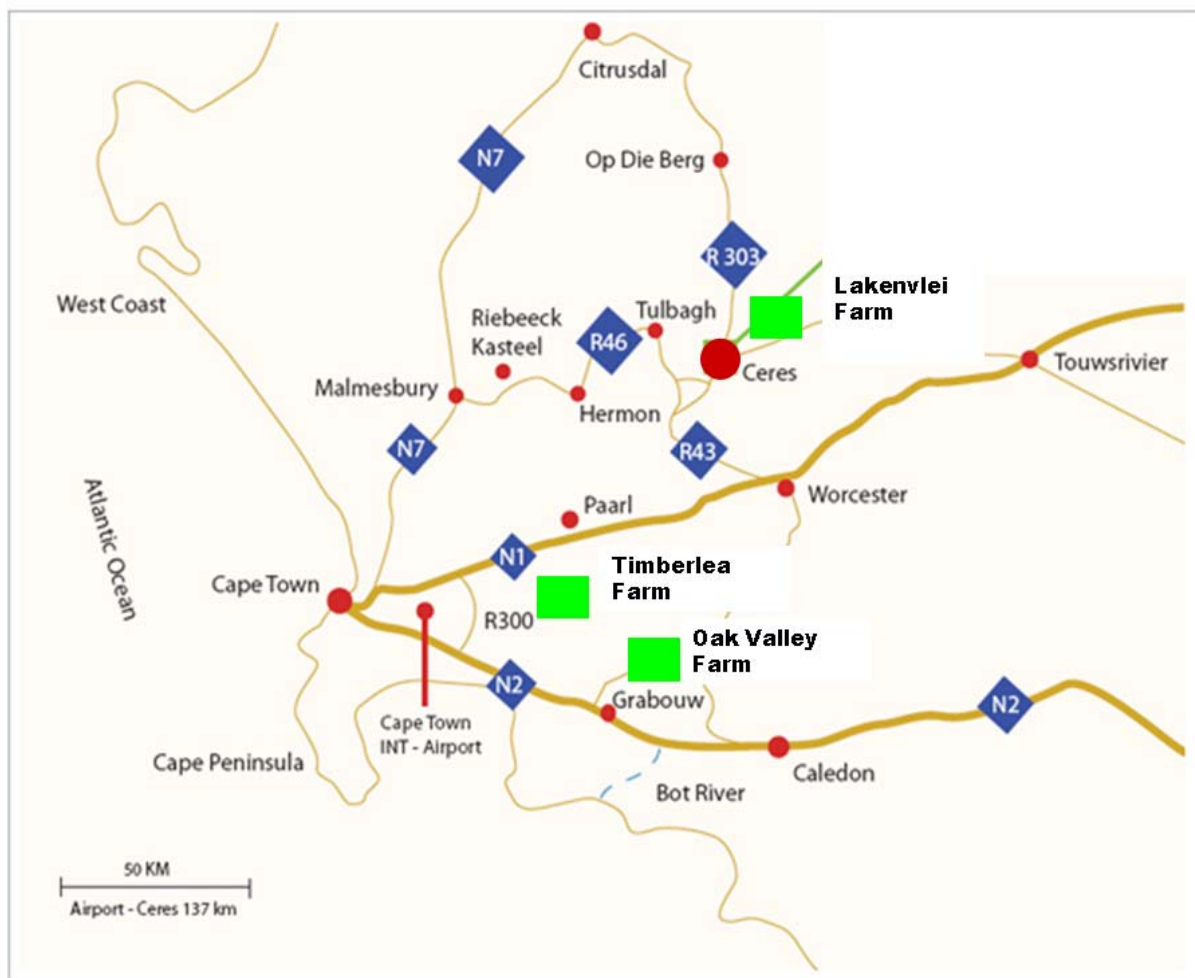 Citrusdal
N7
Op Die Berg
R 303
Lakenvlei
Farm
West Coast
Riebeeck
Kasteel
R46
Tulbagh
Touwsrivier
Ceres
Malmesbury
Hermon
N7
R43
Atlantic Ocean
Paarl
Worcester
N1
Timberlea
Farm
Cape Town
R300
Oak Valley
Farm
N2
Grabouw
N2
Cape Town
INT - Airport
Cape Peninsula
Caledon
Bot River
50 KM
Airport - Ceres 137 km